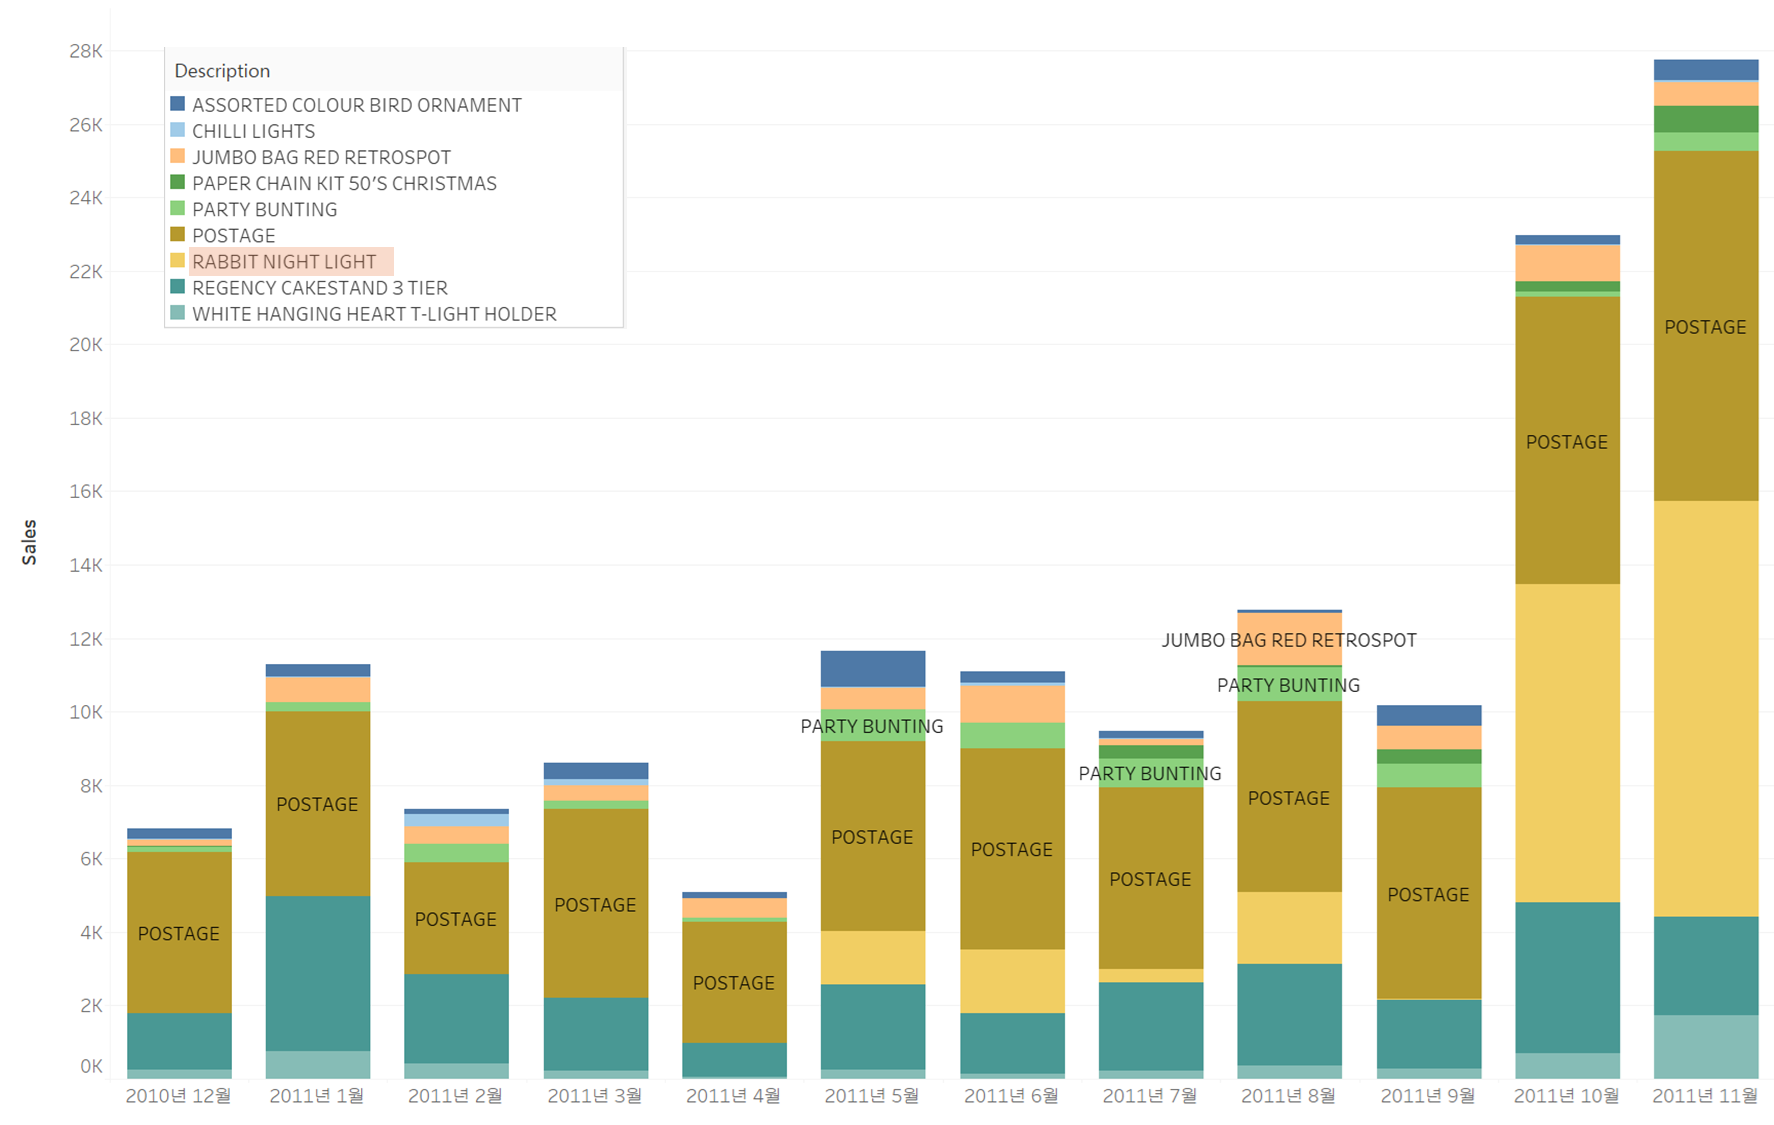 28K
26K
24K
22K
20K
18K
16K
14K
12K
10K
8K
6K
4K
2K
0K
Sales
Description
ASSORTED COLOUR BIRD ORNAMENT
CHILLI LIGHTS
JUMBO BAG RED RETROSPOT
PAPER CHAIN KIT 50'S CHRISTMAS
PARTY BUNTING
POSTAGE
RABBIT NIGHT LIGHT
REGENCY CAKESTAND 3 TIER
WHITE HANGING HEART T-LIGHT HOLDER
POSTAGE
POSTAGE
POSTAGE
POSTAGE
POSTAGE
PARTY BUNTING
POSTAGE
POSTAGE
PARTY BUNTING
POSTAGE
JUMBO BAG RED RETROSPOT
PARTY BUNTING
POSTAGE
POSTAGE
POSTAGE
POSTAGE
2010년 12월
2011년 1월
2011년 2월
2011년 3월
2011년 4월
2011년 5월
2011년 6월
2011년 7월
2011년 8월
2011년 9월
2011년 10월
2011년 11월